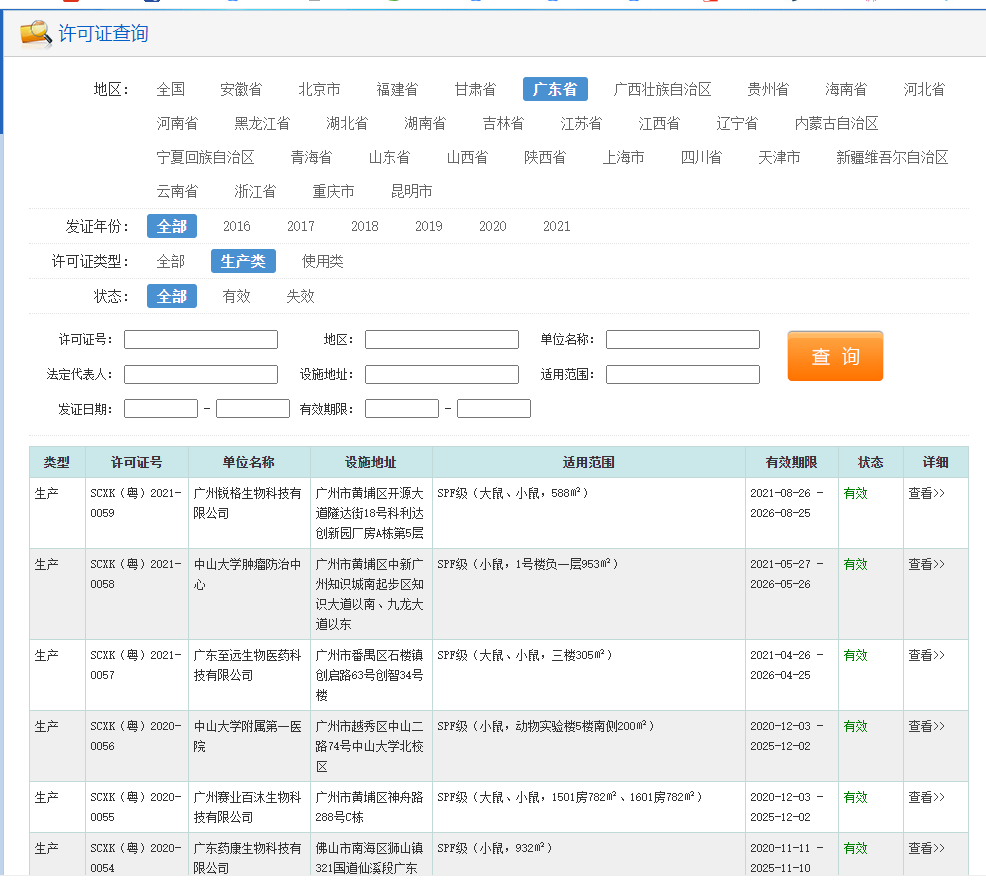 许可证查询
地区： 全国 安徽省 北京市 福建省 甘肃省 广东省 广西壮族自治区 贵州省 海南省 河北省
河南省 黑龙江省 湖北省 湖南省 吉林省 江苏省 江西省 辽宁省 内蒙古自治区
宁夏回族自治区 青海省 山东省 山西省 陕西省 上海市 四川省 天津市 新疆维吾尔自治区
云南省 浙江省 重庆市 昆明市
发证年份： 全部 2016 2017 2018 2019 2020 2021
许可证类型： 全部 生产类 使用类
状态： 全部 有效 失效
许可证号： 地区： 单位名称：
查 询
法定代表人： 设施地址： 适用范围：
发证日期： - 有效期限： -
类型 许可证号 单位名称 设施地址 适用范围 有效期限 状态 详细
生产 SCXK（粤）2021- 广州锐格生物科技有 广州市黄埔区开源大 SPF级（大鼠、小鼠，588㎡） 2021-08-26 - 有效 查看>>
0059 限公司 道隧达街18号科利达 2026-08-25
创新园厂房A栋第5层
生产 SCXK（粤）2021- 中山大学肿瘤防治中 广州市黄埔区中新广 SPF级（小鼠，1号楼负一层953㎡） 2021-05-27 - 有效 查看>>
0058 心 州知识城南起步区知 2026-05-26
识大道以南、九龙大
道以东
生产 SCXK（粤）2021- 广东至远生物医药科 广州市番禺区石楼镇 SPF级（大鼠、小鼠，三楼305㎡） 2021-04-26 - 有效 查看>>
0057 技有限公司 创启路63号创智34号 2026-04-25
楼
生产 SCXK（粤）2020- 中山大学附属第一医 广州市越秀区中山二 SPF级（小鼠，动物实验楼5楼南侧200㎡） 2020-12-03 - 有效 查看>>
0056 院 路74号中山大学北校 2025-12-02
区
生产 SCXK（粤）2020- 广州赛业百沐生物科 广州市黄埔区神舟路 SPF级（大鼠、小鼠，1501房782㎡、1601房782㎡） 2020-12-03 - 有效 查看>>
0055 技有限公司 288号C栋 2025-12-02
生产 SCXK（粤）2020- 广东药康生物科技有 佛山市南海区狮山镇 SPF级（小鼠，932㎡） 2020-11-11 - 有效 查看>>
0054 限公司 321国道仙溪段广东 2025-11-10